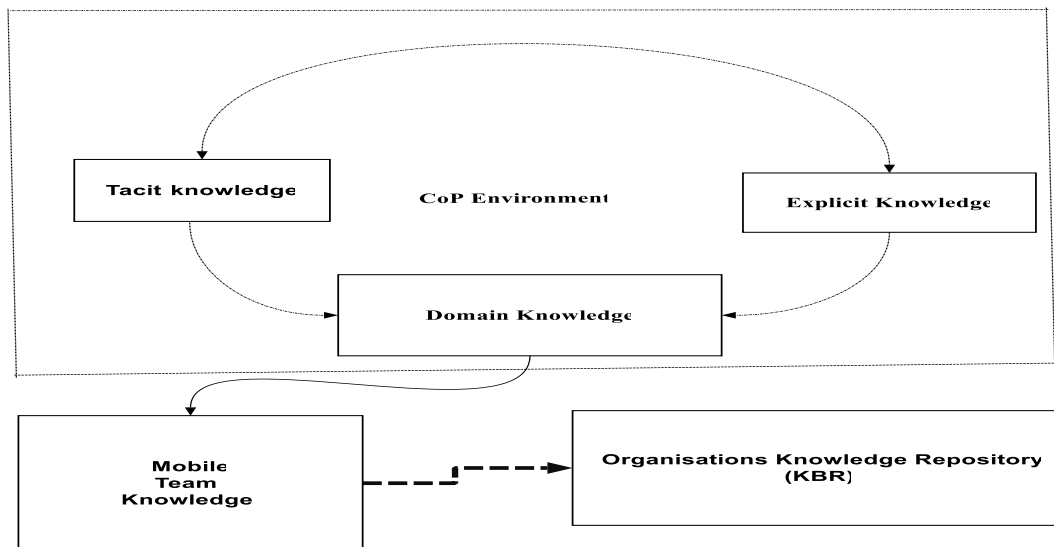 Tacit knowledge
CoP Environment
Explicit Knowledge
Domain Knowledge
Mobile
Team
Knowledge
Organisations Knowledge Repository
(KBR)